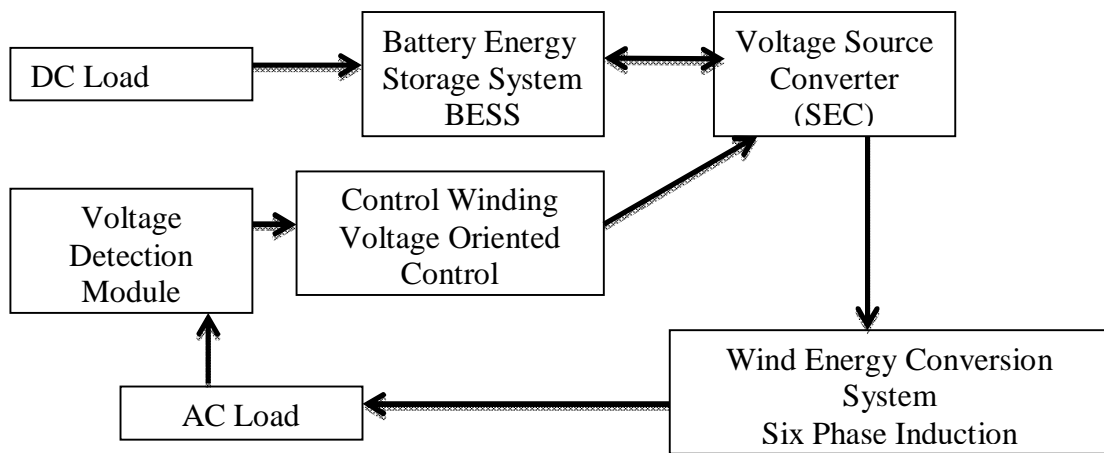 DC Load
Battery Energy
Storage System
BESS
Voltage Source
Converter
(SEC)
Voltage
Detection
Module
Control Winding
Voltage Oriented
Control
AC Load
Wind Energy Conversion
System
Six Phase Induction